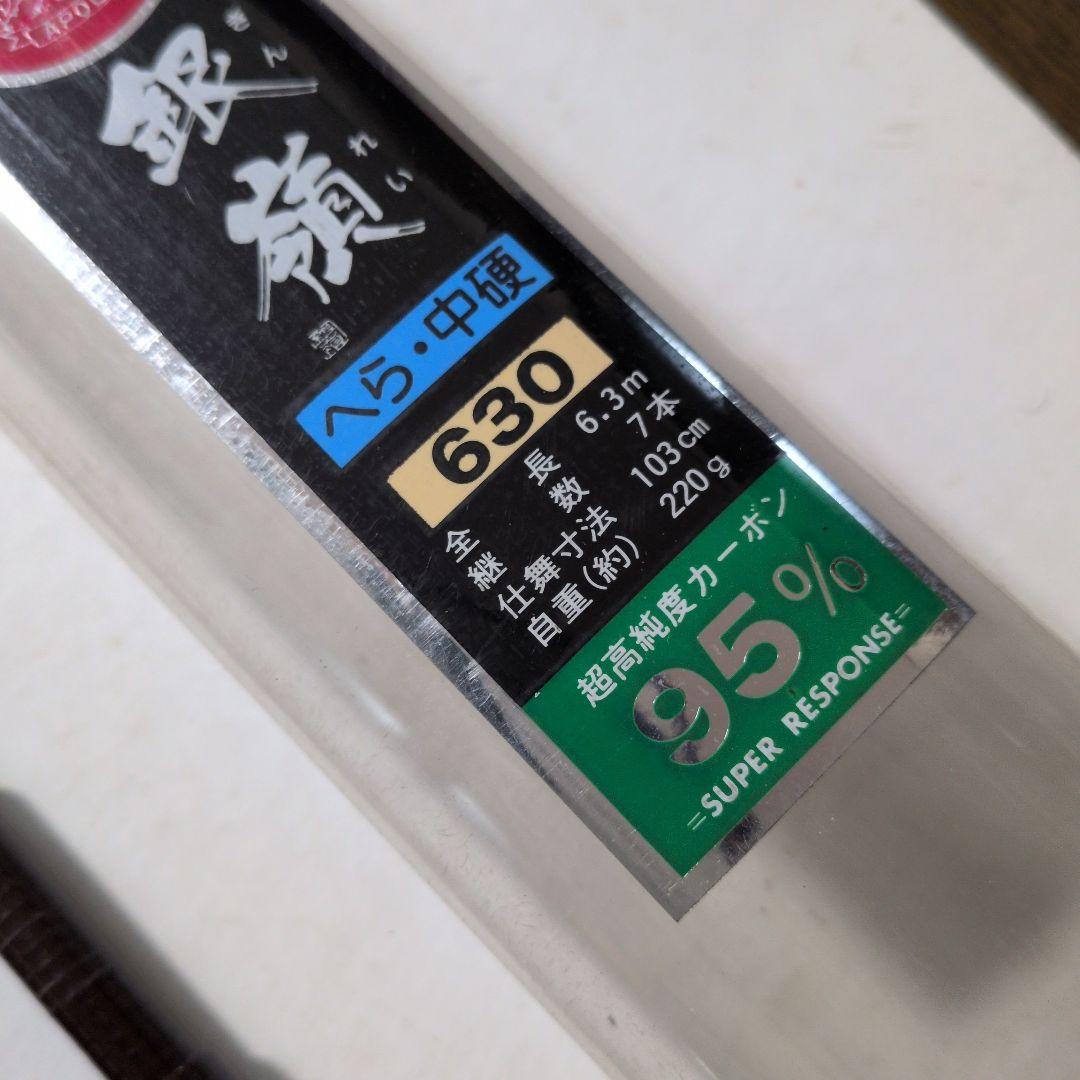 銀嶺
ぎんれい
へら・中硬
630
全長 6.3m
継数 7本
仕舞寸法 103cm
自重(約) 220g
超高純度カーボン
95%
=SUPER RESPONSE=